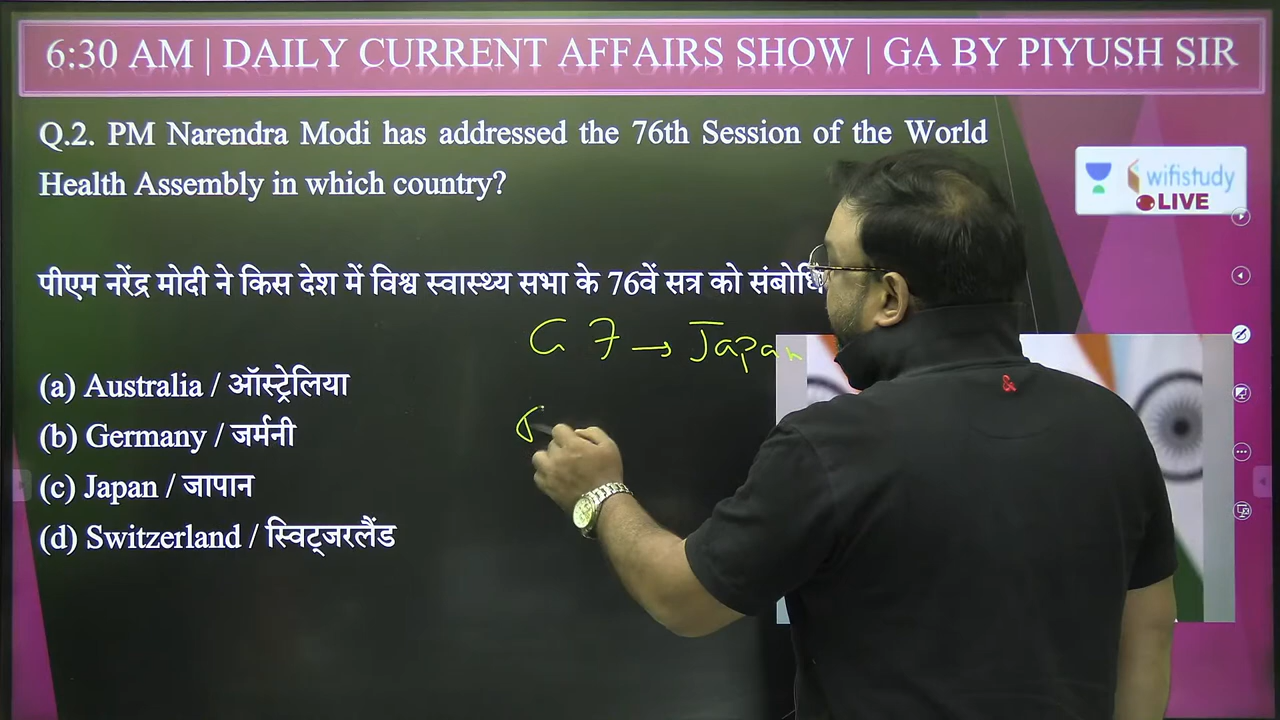 6:30 AM | DAILY CURRENT AFFAIRS SHOW | GA BY PIYUSH SIR
Q.2. PM Narendra Modi has addressed the 76th Session of the World
Health Assembly in which country?
wifistudy
LIVE
पीएम नरेंद्र मोदी ने किस देश में विश्व स्वास्थ्य सभा के 76वें सत्र को
G7 → Japan
(a) Australia / ऑस्ट्रेलिया
(b) Germany / जर्मनी
(c) Japan / जापान
(d) Switzerland / स्विट्जरलैंड